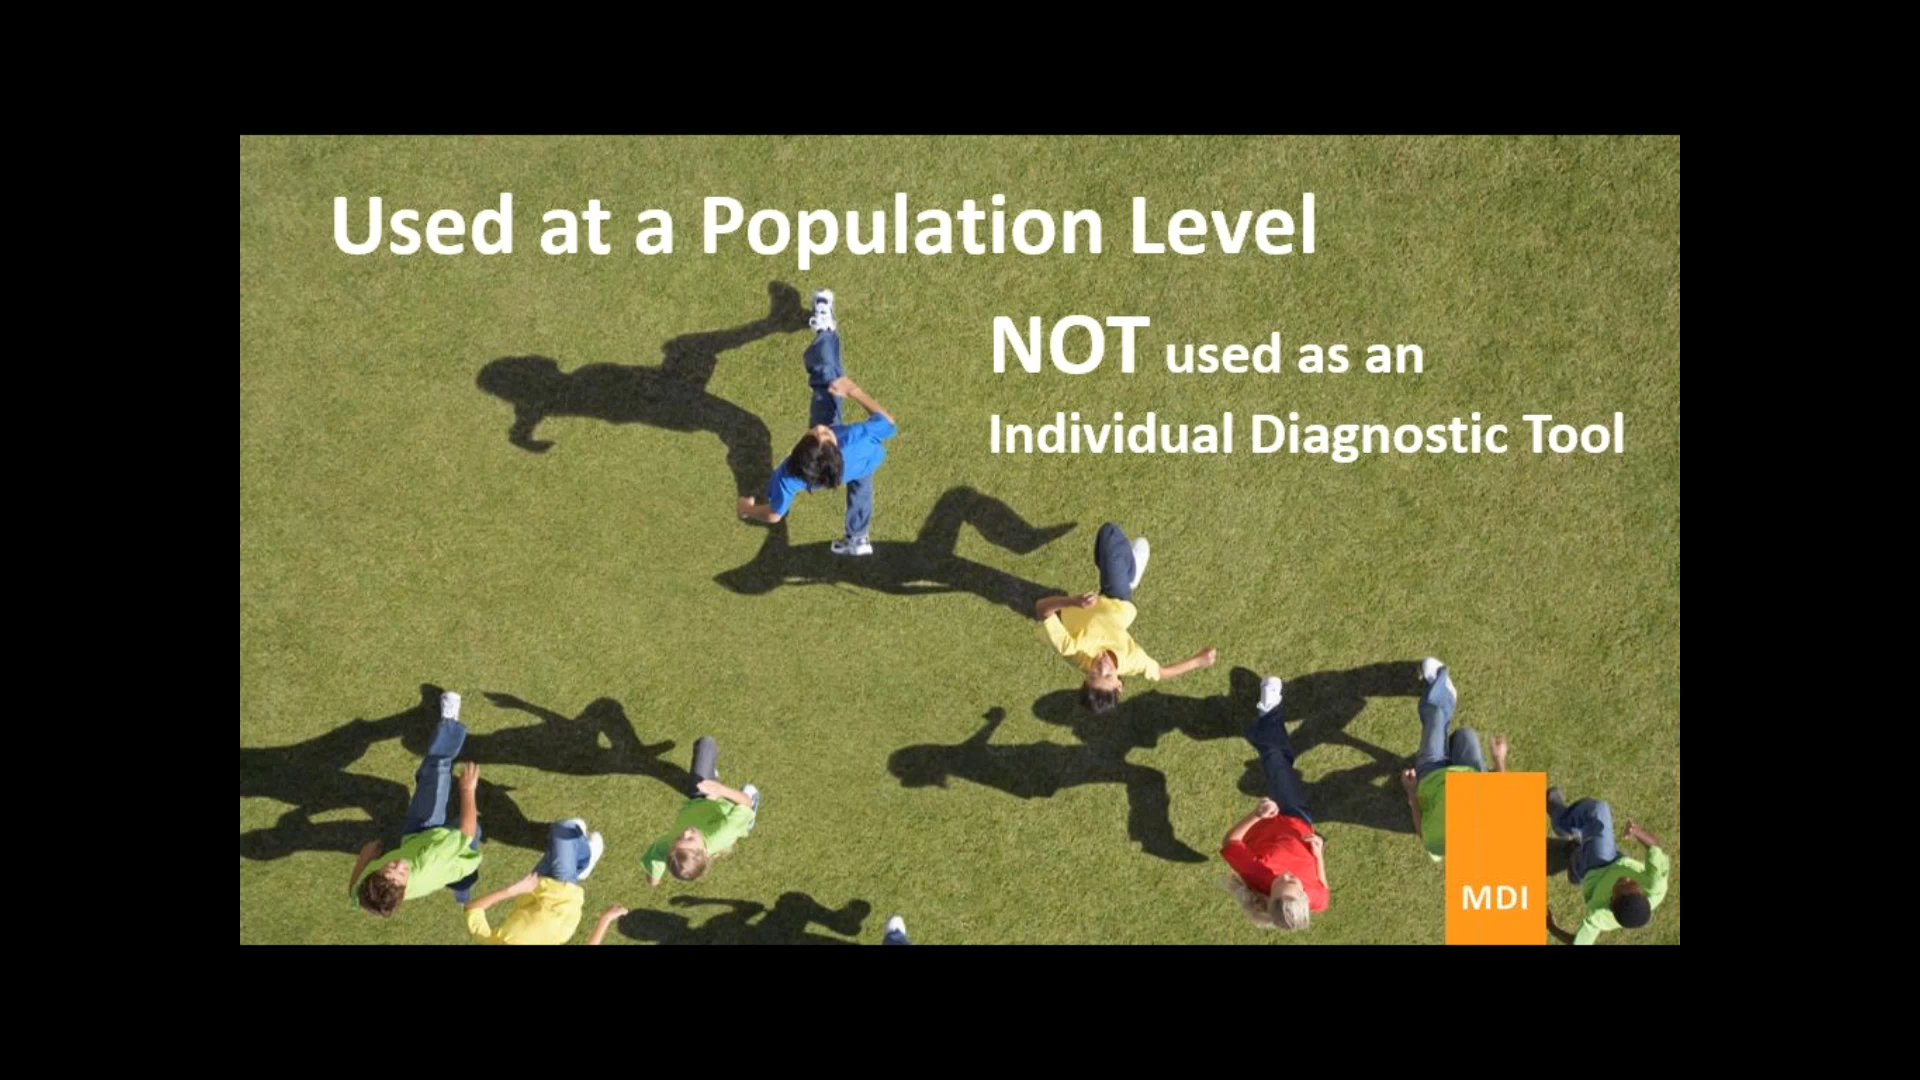 Used at a Population Level
NOT used as an
Individual Diagnostic Tool
MDI